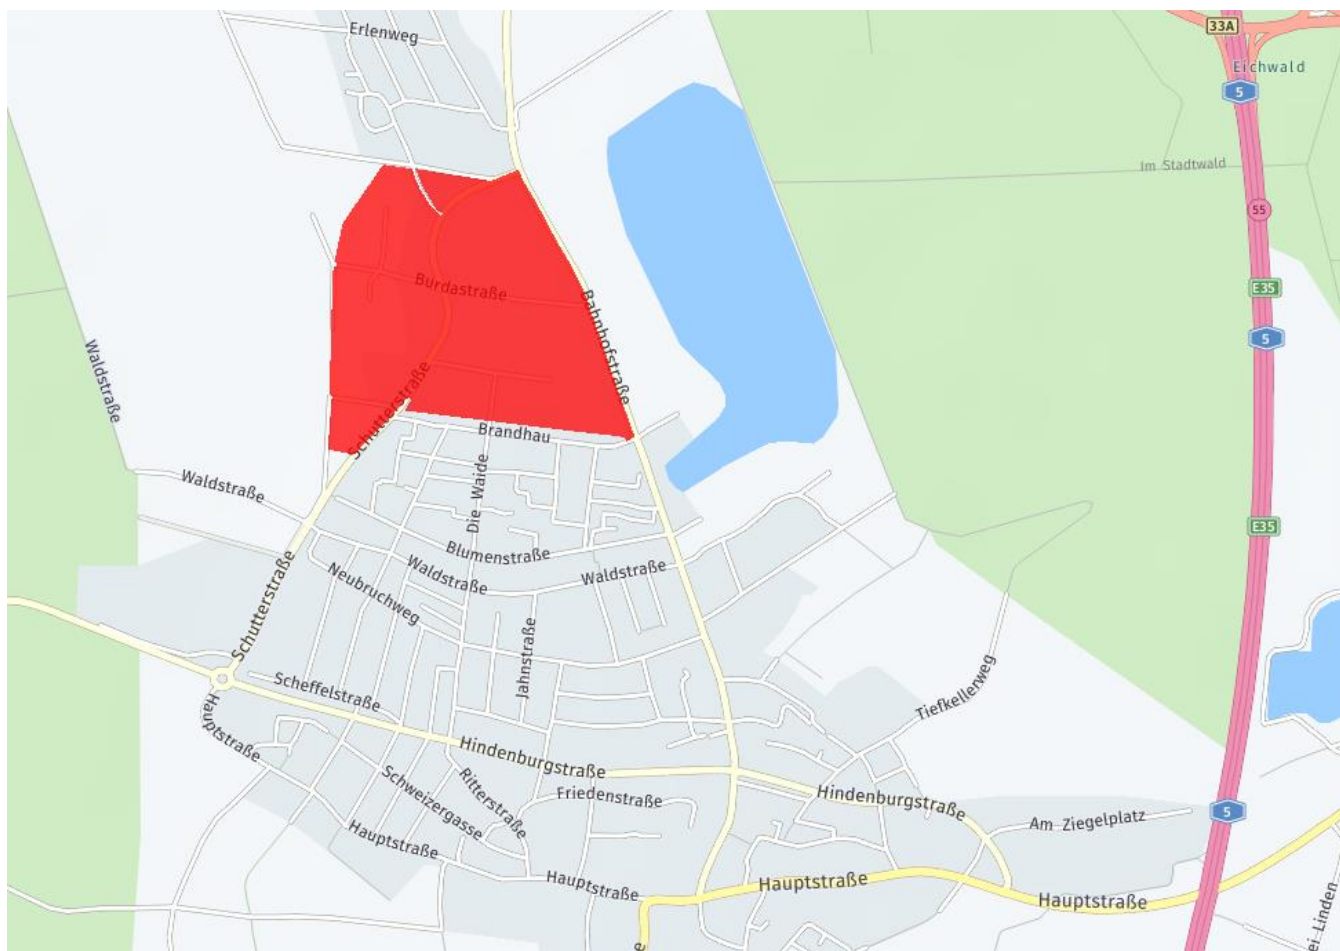 Erlenweg
33A
Eichwald
5
Im Stadtwald
55
Burdastraße
E35
Bahnhofstraße
5
Waldstraße
Schutterstraße
Brandhau
Waldstraße
Die Waide
E35
Blumenstraße
Waldstraße
Waldstraße
Neubruchweg
Schutterstraße
Jahnstraße
Tiefkellerweg
Scheffelstraße
Hauptstraße
Hindenburgstraße
Schweizergasse
Ritterstraße
Friedenstraße
Hindenburgstraße
5
Am Ziegelplatz
Hauptstraße
Hauptstraße
Hauptstraße
Hauptstraße
ei-Linden
e